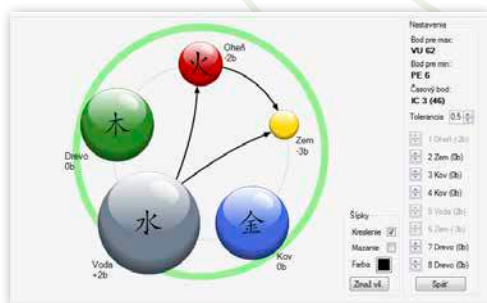 Oheň
-2b
火
木
Drevo
0b
Zem
-3b
水
Voda
+2b
金
Kov
0b
Nastavenia
Bod pre max:
VU 62
Bod pre min:
PE 6
Časový bod:
IC 3 (46)
Tolerancia 0.5
1 Oheň (-2b)
2 Zem (0b)
3 Kov (0b)
4 Kov (0b)
5 Voda (2b)
6 Zem (-3b)
7 Drevo (0b)
8 Drevo (0b)
Späť
Šípky
Kreslenie
Mazanie
Farba
Zmaž vš.